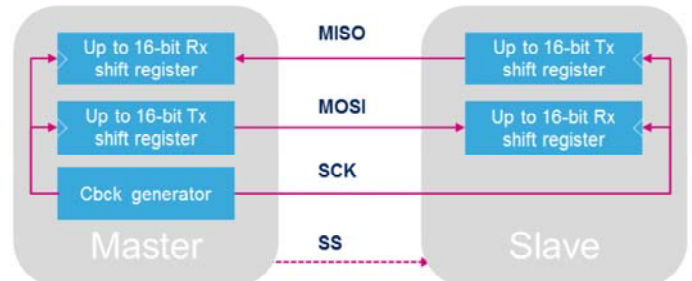 MISO
Up to 16-bit Rx
shift register
Up to 16-bit Tx
shift register
MOSI
Up to 16-bit Tx
shift register
Up to 16-bit Rx
shift register
SCK
Cbck generator
Master
SS
Slave